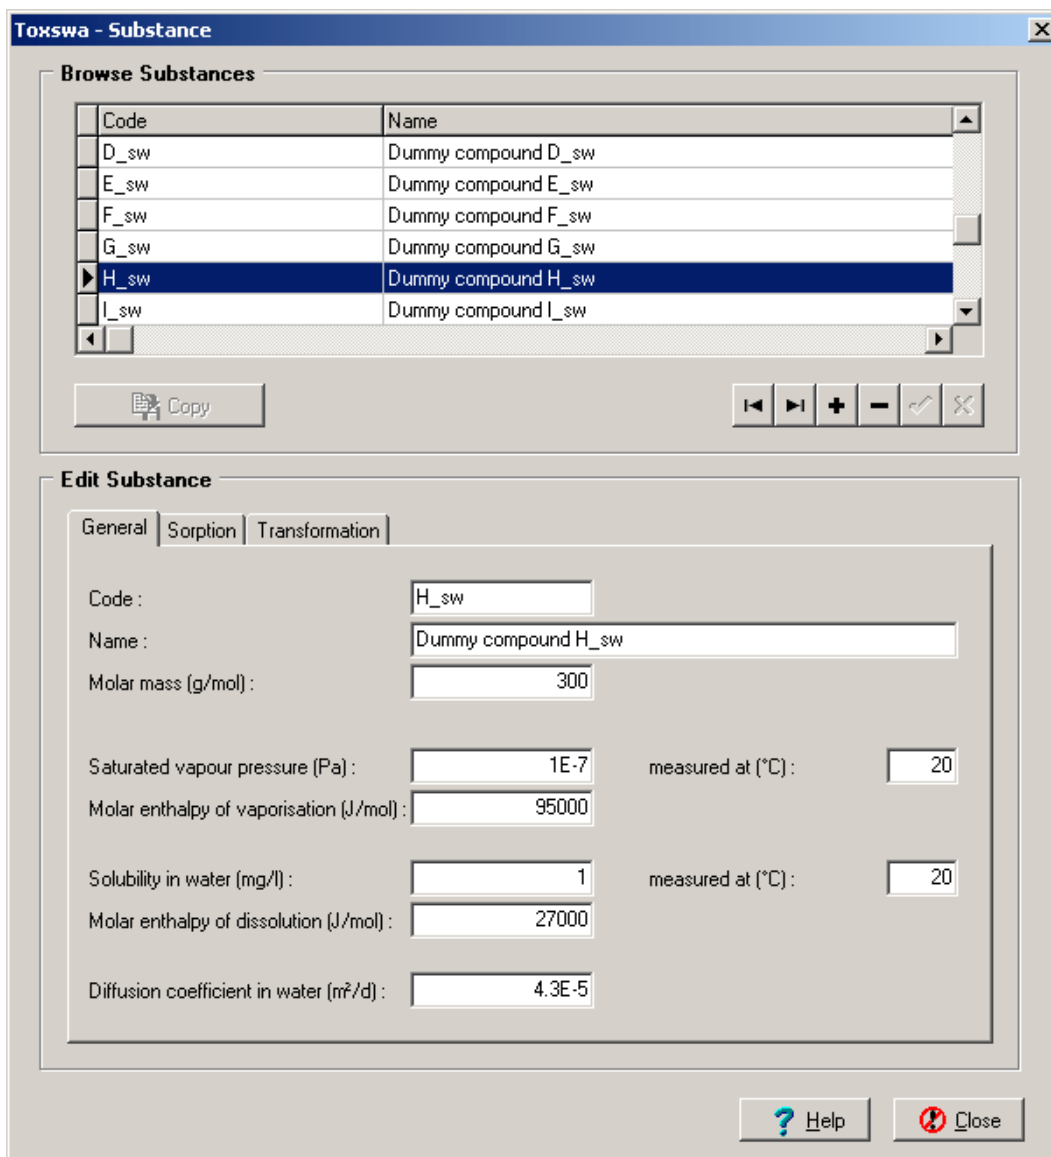 Toxswa - Substance
Browse Substances
Code Name
D_sw Dummy compound D_sw
E_sw Dummy compound E_sw
F_sw Dummy compound F_sw
G_sw Dummy compound G_sw
H_sw Dummy compound H_sw
I_sw Dummy compound I_sw
Copy
Edit Substance
General Sorption Transformation
Code : H_sw
Name : Dummy compound H_sw
Molar mass (g/mol) : 300
Saturated vapour pressure (Pa) : 1E-7 measured at (°C) : 20
Molar enthalpy of vaporisation (J/mol) : 95000
Solubility in water (mg/l) : 1 measured at (°C) : 20
Molar enthalpy of dissolution (J/mol) : 27000
Diffusion coefficient in water (m²/d) : 4.3E-5
Help Close